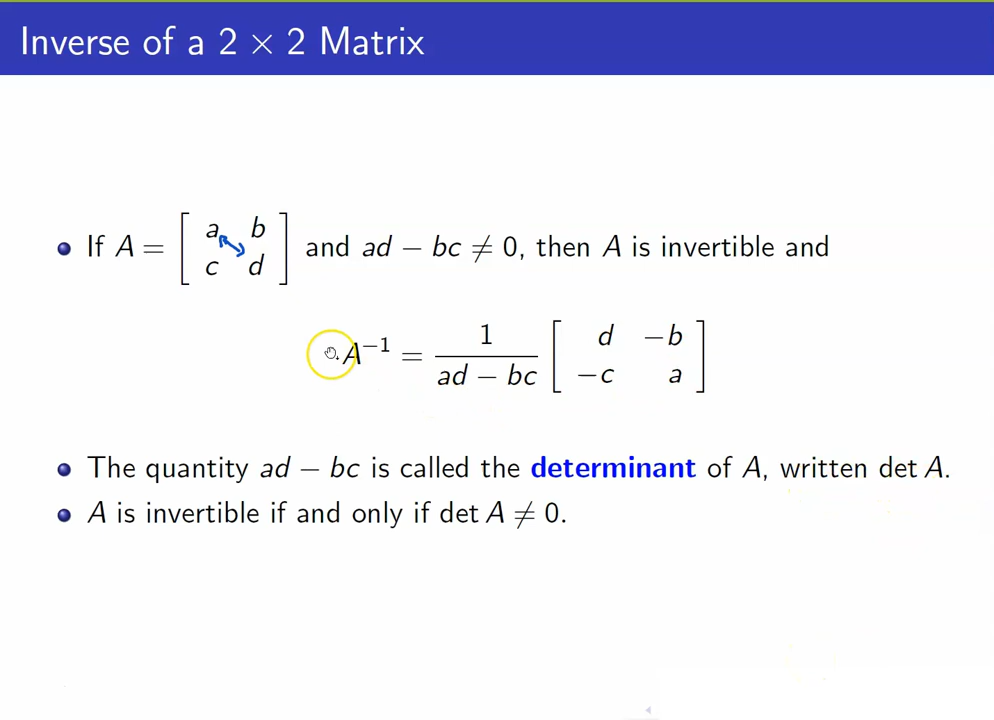 Inverse of a 2 × 2 Matrix
If A = [ a b ; c d ] and ad − bc ≠ 0, then A is invertible and
A⁻¹ = 1 / (ad − bc) [ d −b ; −c a ]
The quantity ad − bc is called the determinant of A, written det A.
A is invertible if and only if det A ≠ 0.